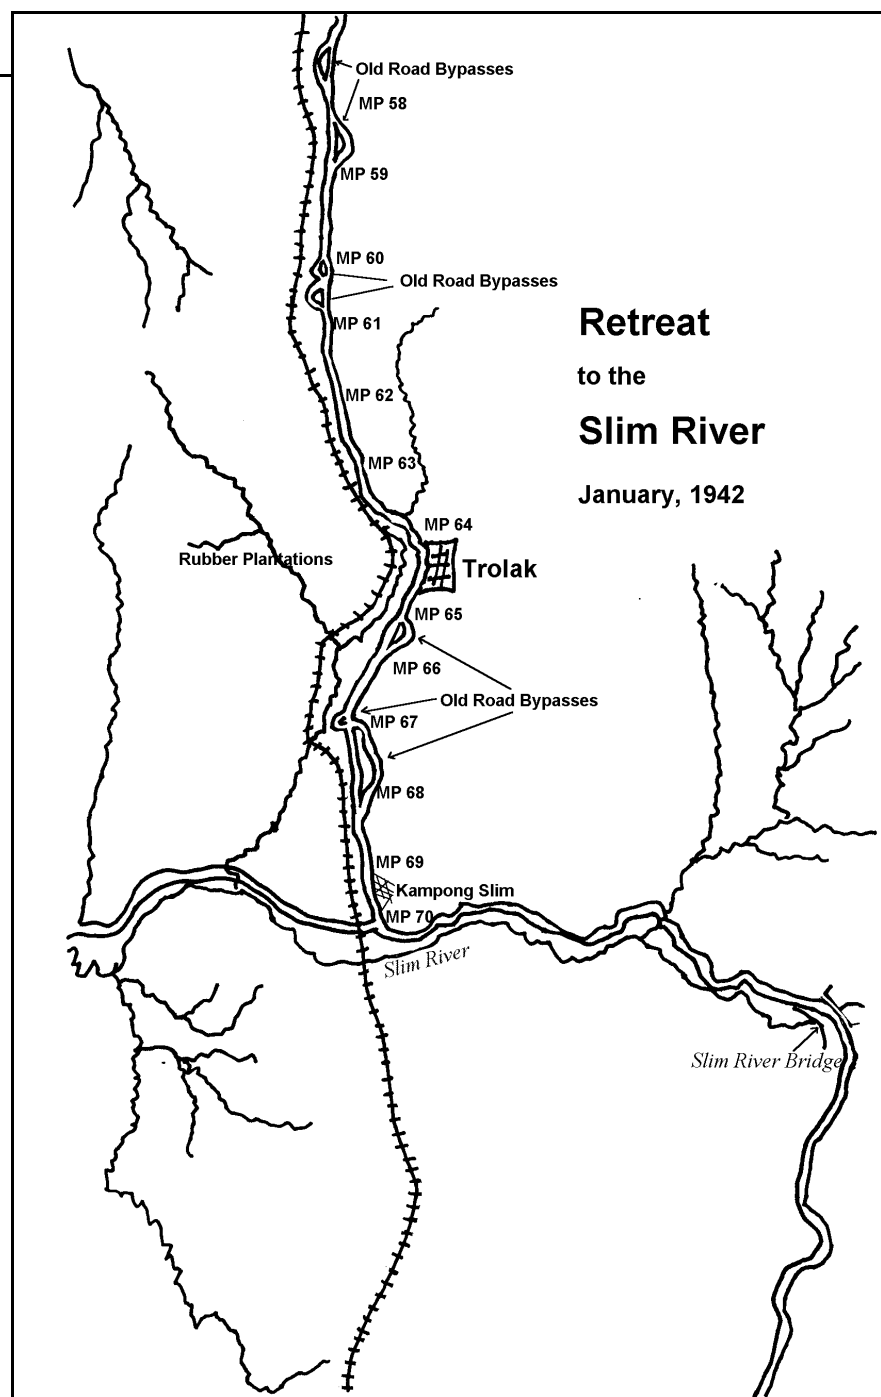 Old Road Bypasses
MP 58
MP 59
MP 60
Old Road Bypasses
MP 61
Retreat
to the
Slim River
January, 1942
MP 62
MP 63
MP 64
Rubber Plantations
Trolak
MP 65
MP 66
Old Road Bypasses
MP 67
MP 68
MP 69
Kampong Slim
MP 70
Slim River
Slim River Bridge